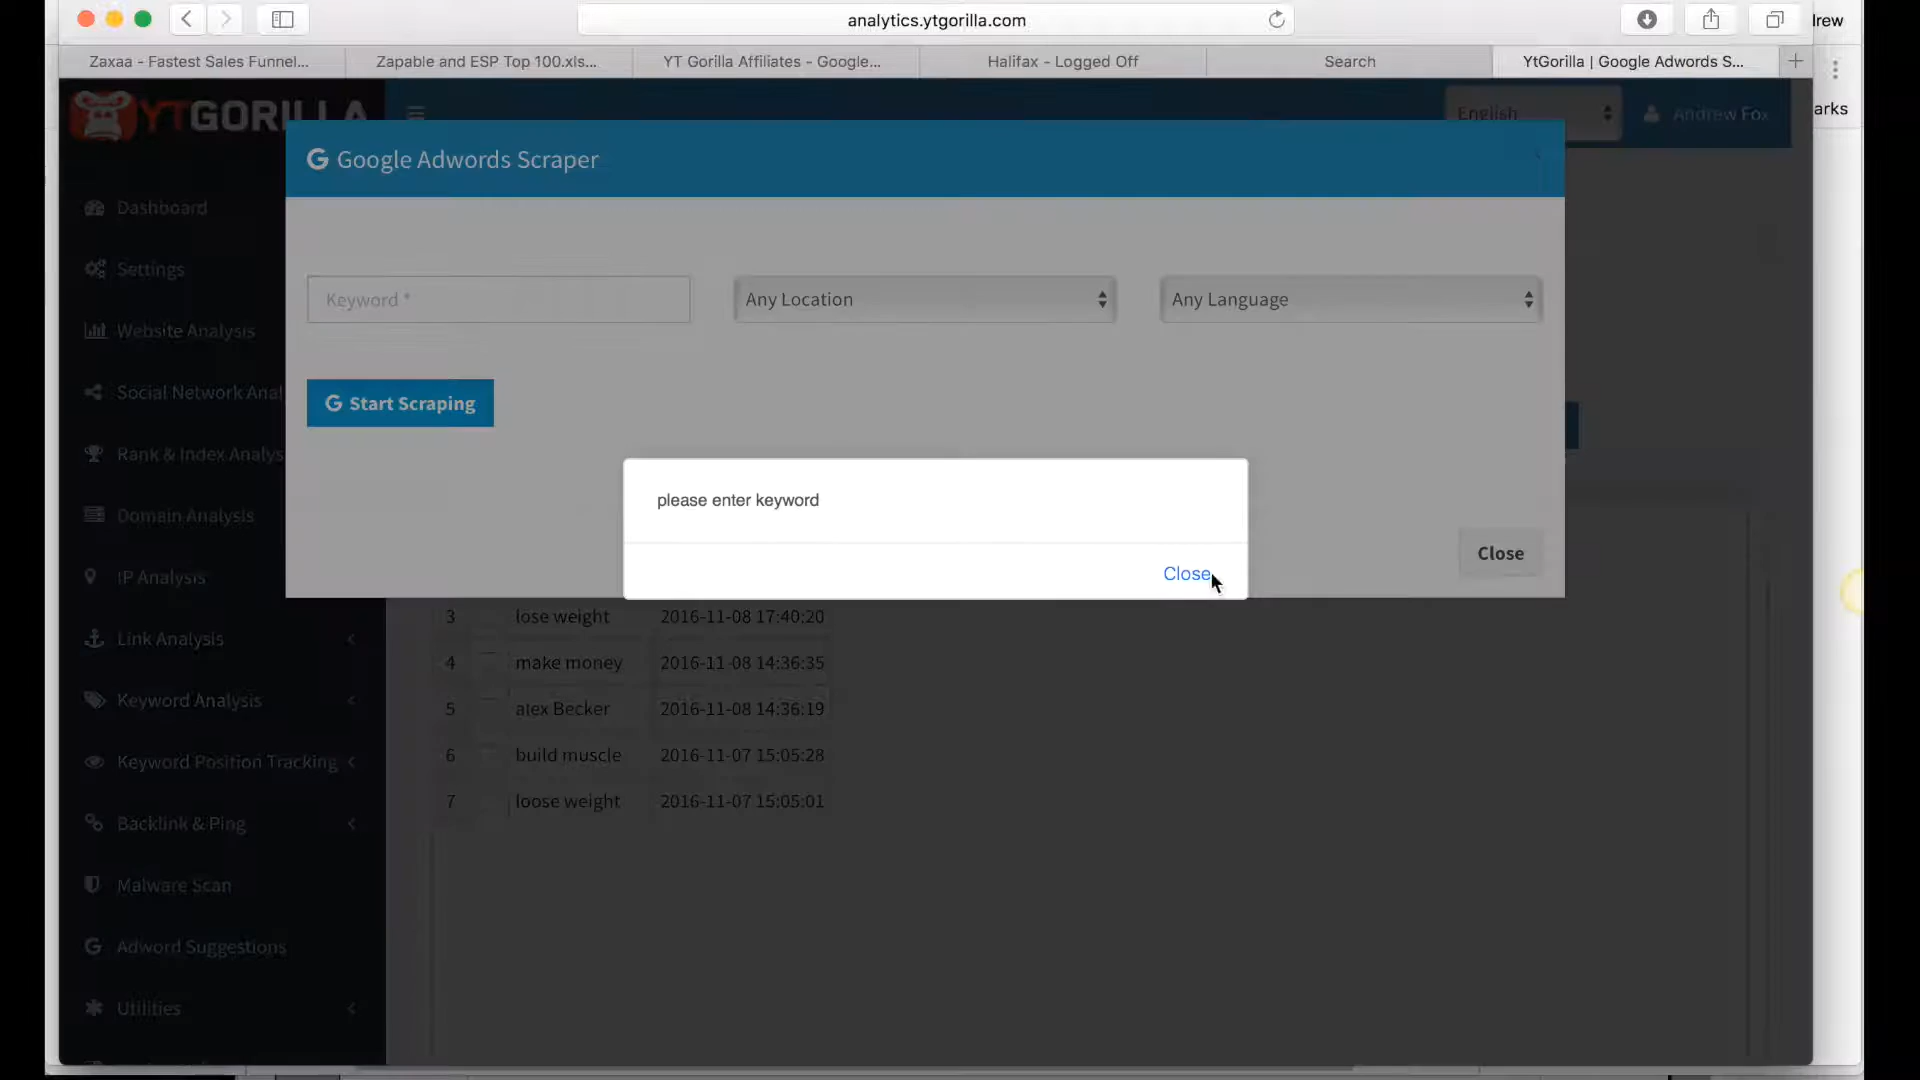 analytics.ytgorilla.com
drew
Zaxaa - Fastest Sales Funnel...
Zapable and ESP Top 100.xls...
YT Gorilla Affiliates - Google...
Halifax - Logged Off
Search
YtGorilla | Google Adwords S...
arks
YTGORILLA
English
Andrew Fox
Google Adwords Scraper
Dashboard
Settings
Website Analysis
Social Network Anal
Rank & Index Analys
Domain Analysis
IP Analysis
Link Analysis
Keyword Analysis
Keyword Position Tracking
Backlink & Ping
Malware Scan
Adword Suggestions
Utilities
Keyword *
Any Location
Any Language
Start Scraping
please enter keyword
Close
Close
3 lose weight 2016-11-08 17:40:20
4 make money 2016-11-08 14:36:35
5 alex Becker 2016-11-08 14:36:19
6 build muscle 2016-11-07 15:05:28
7 loose weight 2016-11-07 15:05:01